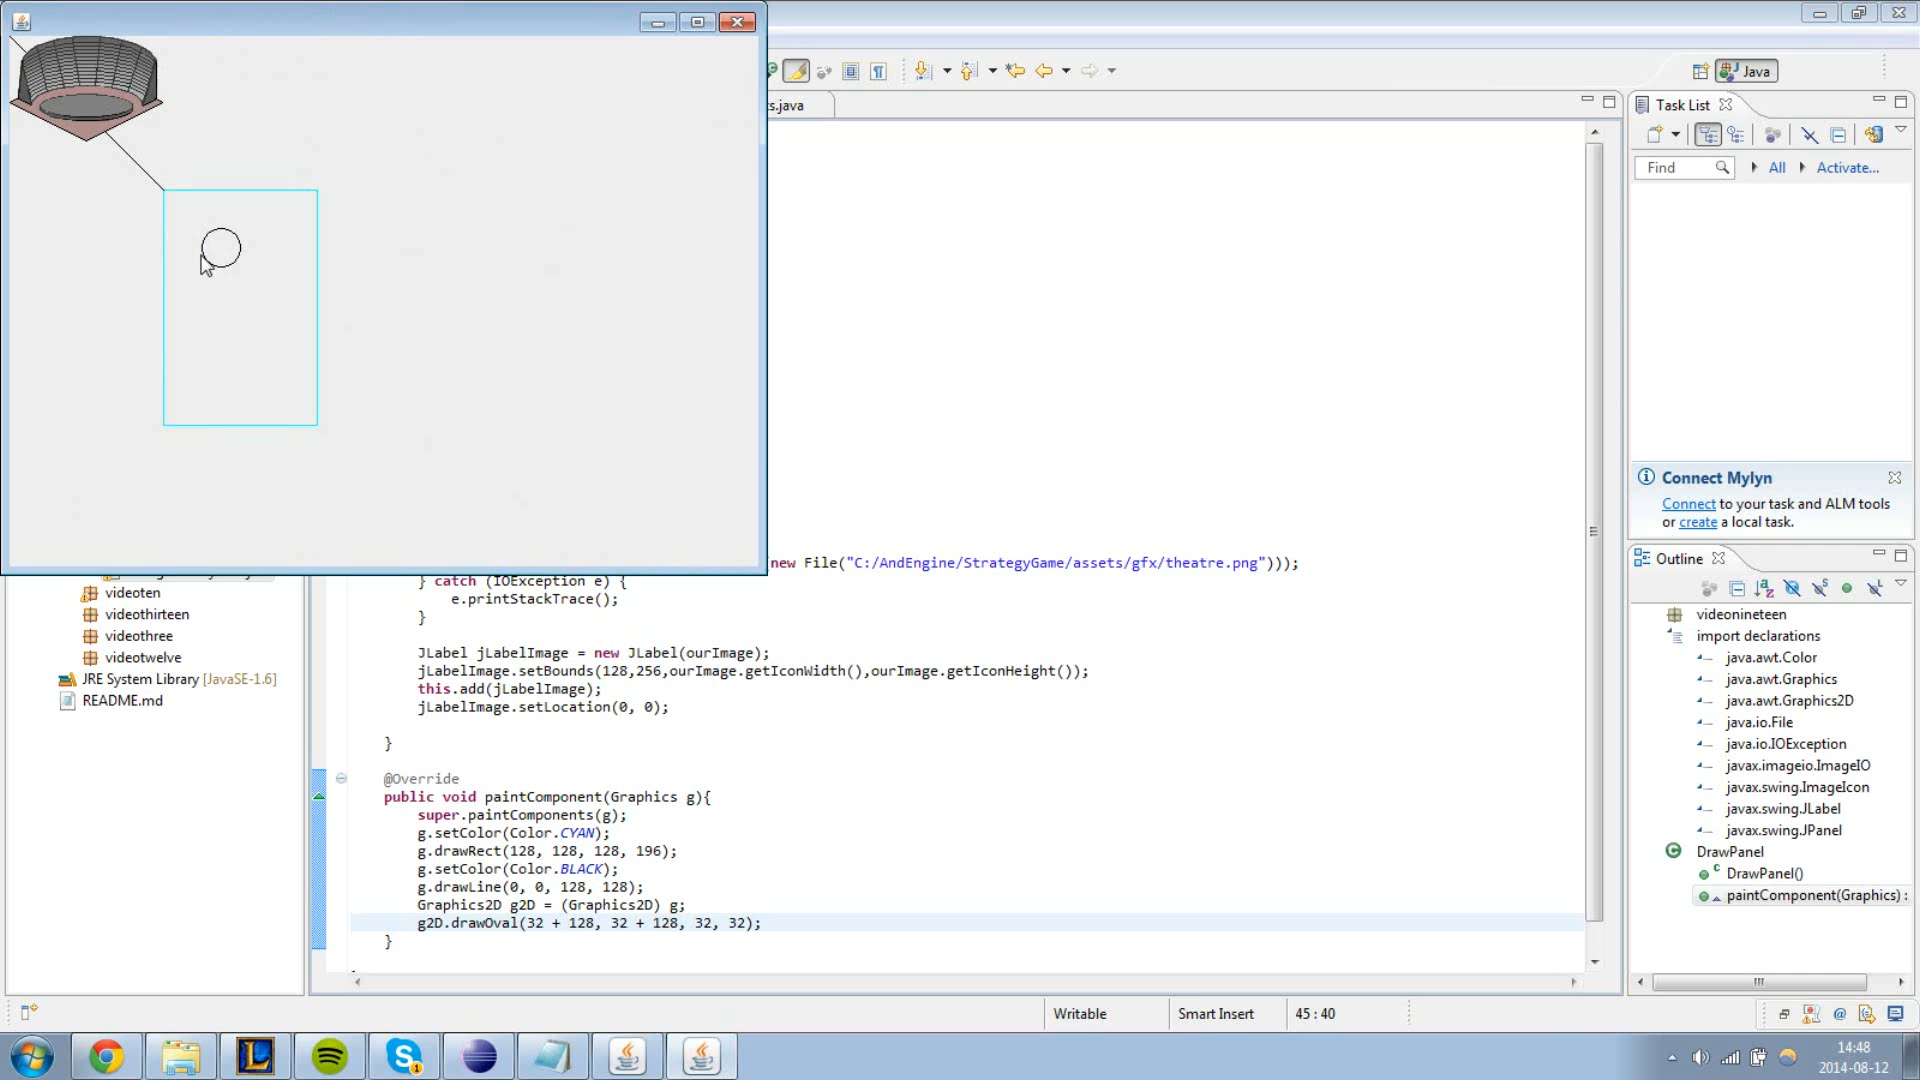 Java
s.java
Task List
Find
All
Activate...
Connect Mylyn
Connect to your task and ALM tools
or create a local task.
new File("C:/AndEngine/StrategyGame/assets/gfx/theatre.png")));
} catch (IOException e) {
e.printStackTrace();
}
JLabel jLabelImage = new JLabel(ourImage);
jLabelImage.setBounds(128,256,ourImage.getIconWidth(),ourImage.getIconHeight());
this.add(jLabelImage);
jLabelImage.setLocation(0, 0);
}
@Override
public void paintComponent(Graphics g){
super.paintComponents(g);
g.setColor(Color.CYAN);
g.drawRect(128, 128, 128, 196);
g.setColor(Color.BLACK);
g.drawLine(0, 0, 128, 128);
Graphics2D g2D = (Graphics2D) g;
g2D.drawOval(32 + 128, 32 + 128, 32, 32);
}
videoten
videothirteen
videothree
videotwelve
JRE System Library [JavaSE-1.6]
README.md
Outline
videonineteen
import declarations
java.awt.Color
java.awt.Graphics
java.awt.Graphics2D
java.io.File
java.io.IOException
javax.imageio.ImageIO
javax.swing.ImageIcon
javax.swing.JLabel
javax.swing.JPanel
DrawPanel
DrawPanel()
paintComponent(Graphics) :
Writable
Smart Insert
45 : 40
14:48
2014-08-12